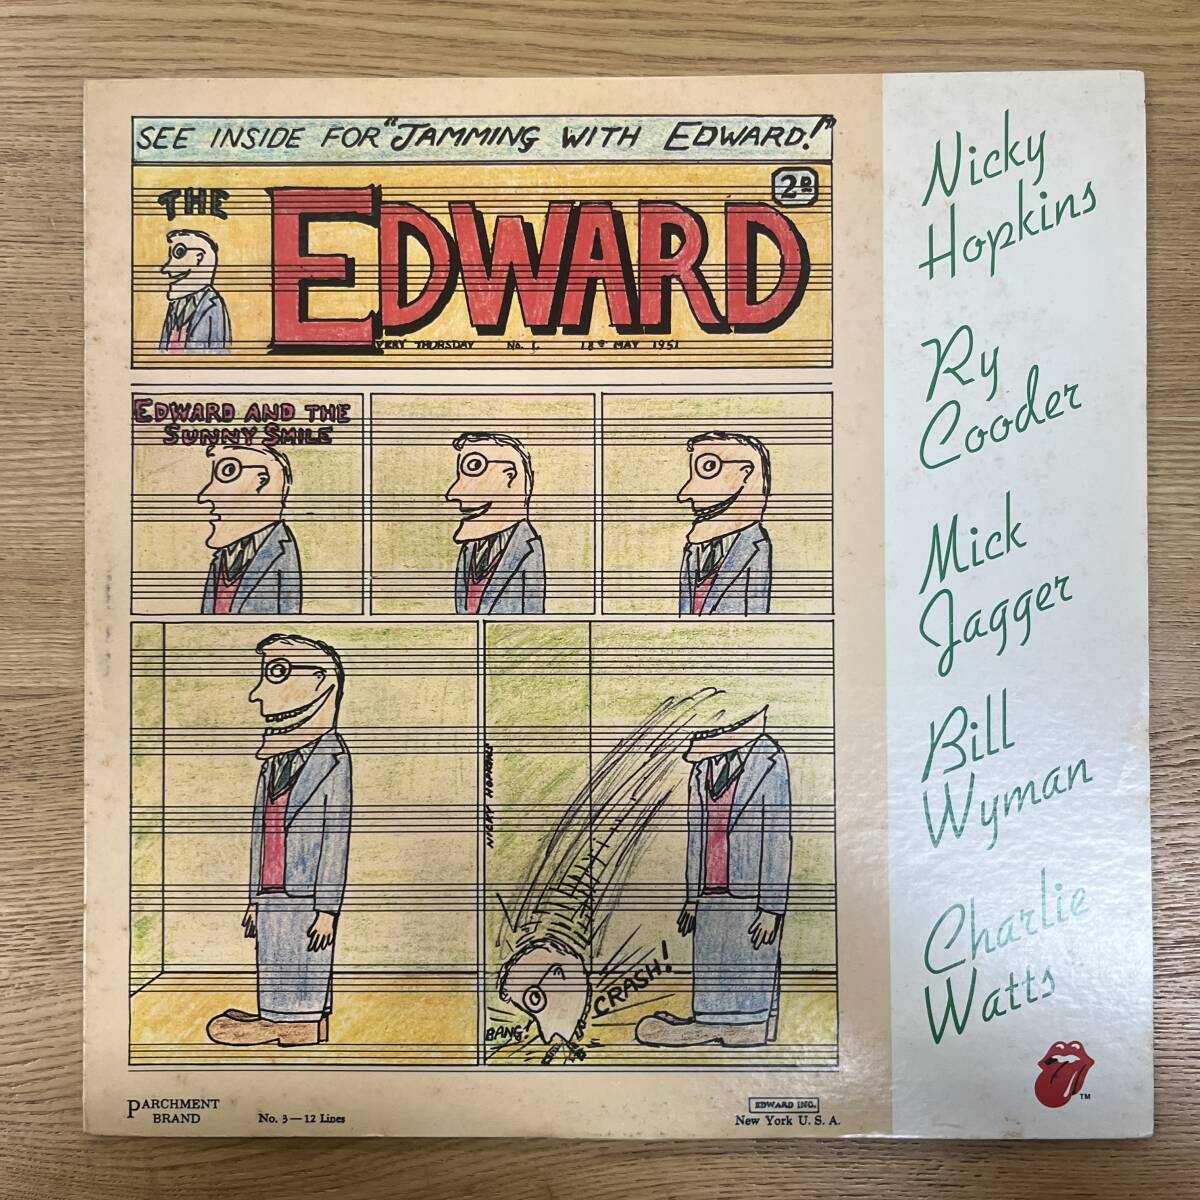 SEE INSIDE FOR "JAMMING WITH EDWARD!"
THE
EDWARD
2D
VERY THURSDAY No. 1. 18th MAY 1951
EDWARD AND THE
SUNNY SMILE
NICKY HOPKINS
BANG!
CRASH!
PARCHMENT
BRAND
No. 3—12 Lines
EDWARD INC.
New York U. S. A.
Nicky
Hopkins
Ry
Cooder
Mick
Jagger
Bill
Wyman
Charlie
Watts
TM